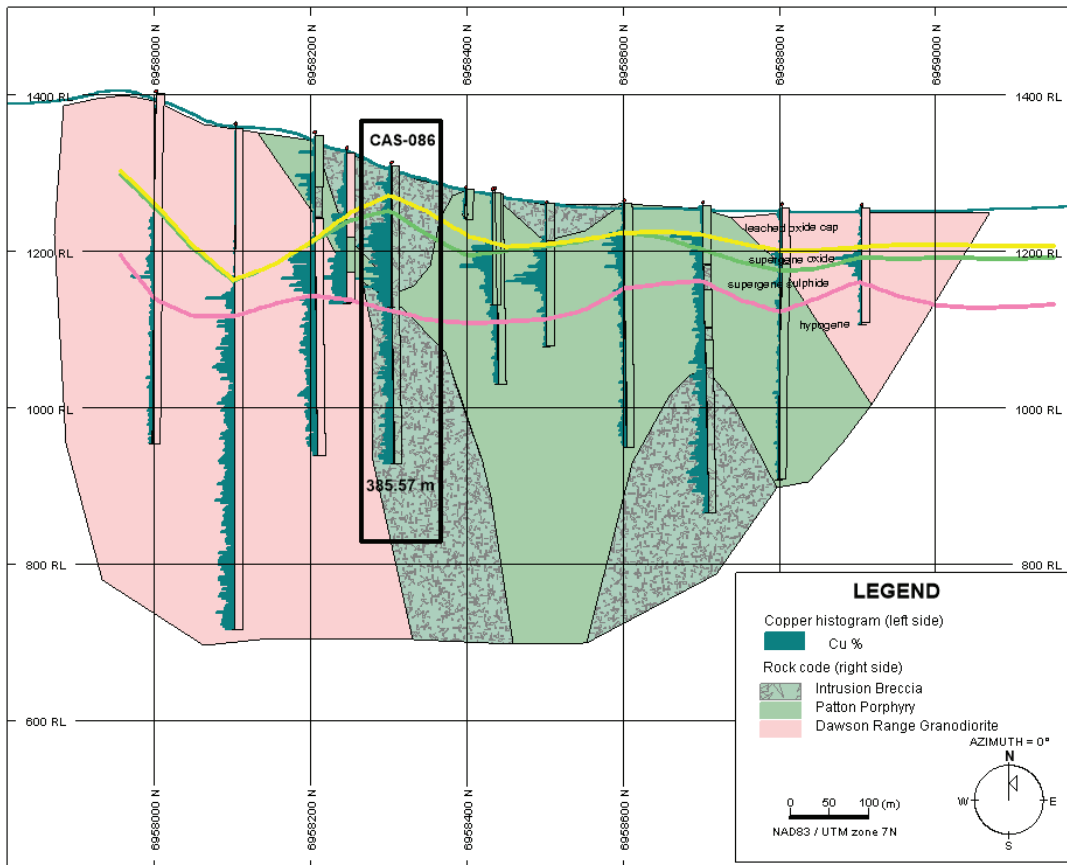 6958000 N
6958200 N
6958400 N
6958600 N
6958800 N
6959000 N
1400 RL
1400 RL
CAS-086
leached oxide cap
1200 RL
supergene oxide
1200 RL
supergene sulphide
hypogene
1000 RL
1000 RL
385.57 m
800 RL
800 RL
600 RL
6958000 N
6958200 N
6958400 N
6958600 N
LEGEND
Copper histogram (left side)
Cu %
Rock code (right side)
Intrusion Breccia
Patton Porphyry
Dawson Range Granodiorite
AZIMUTH = 0°
N
W
E
S
0 50 100 (m)
NAD83 / UTM zone 7N